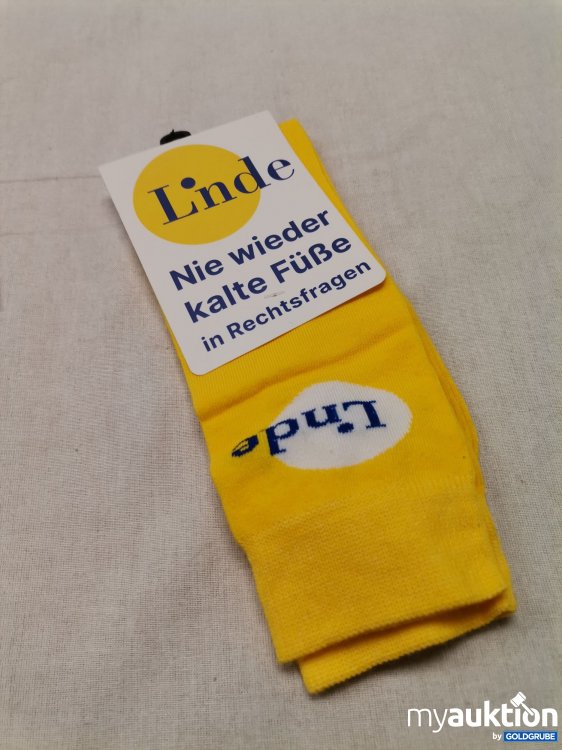 Linde
Nie wieder
kalte Füße
in Rechtsfragen
Linde
myauktion
by GOLDGRUBE